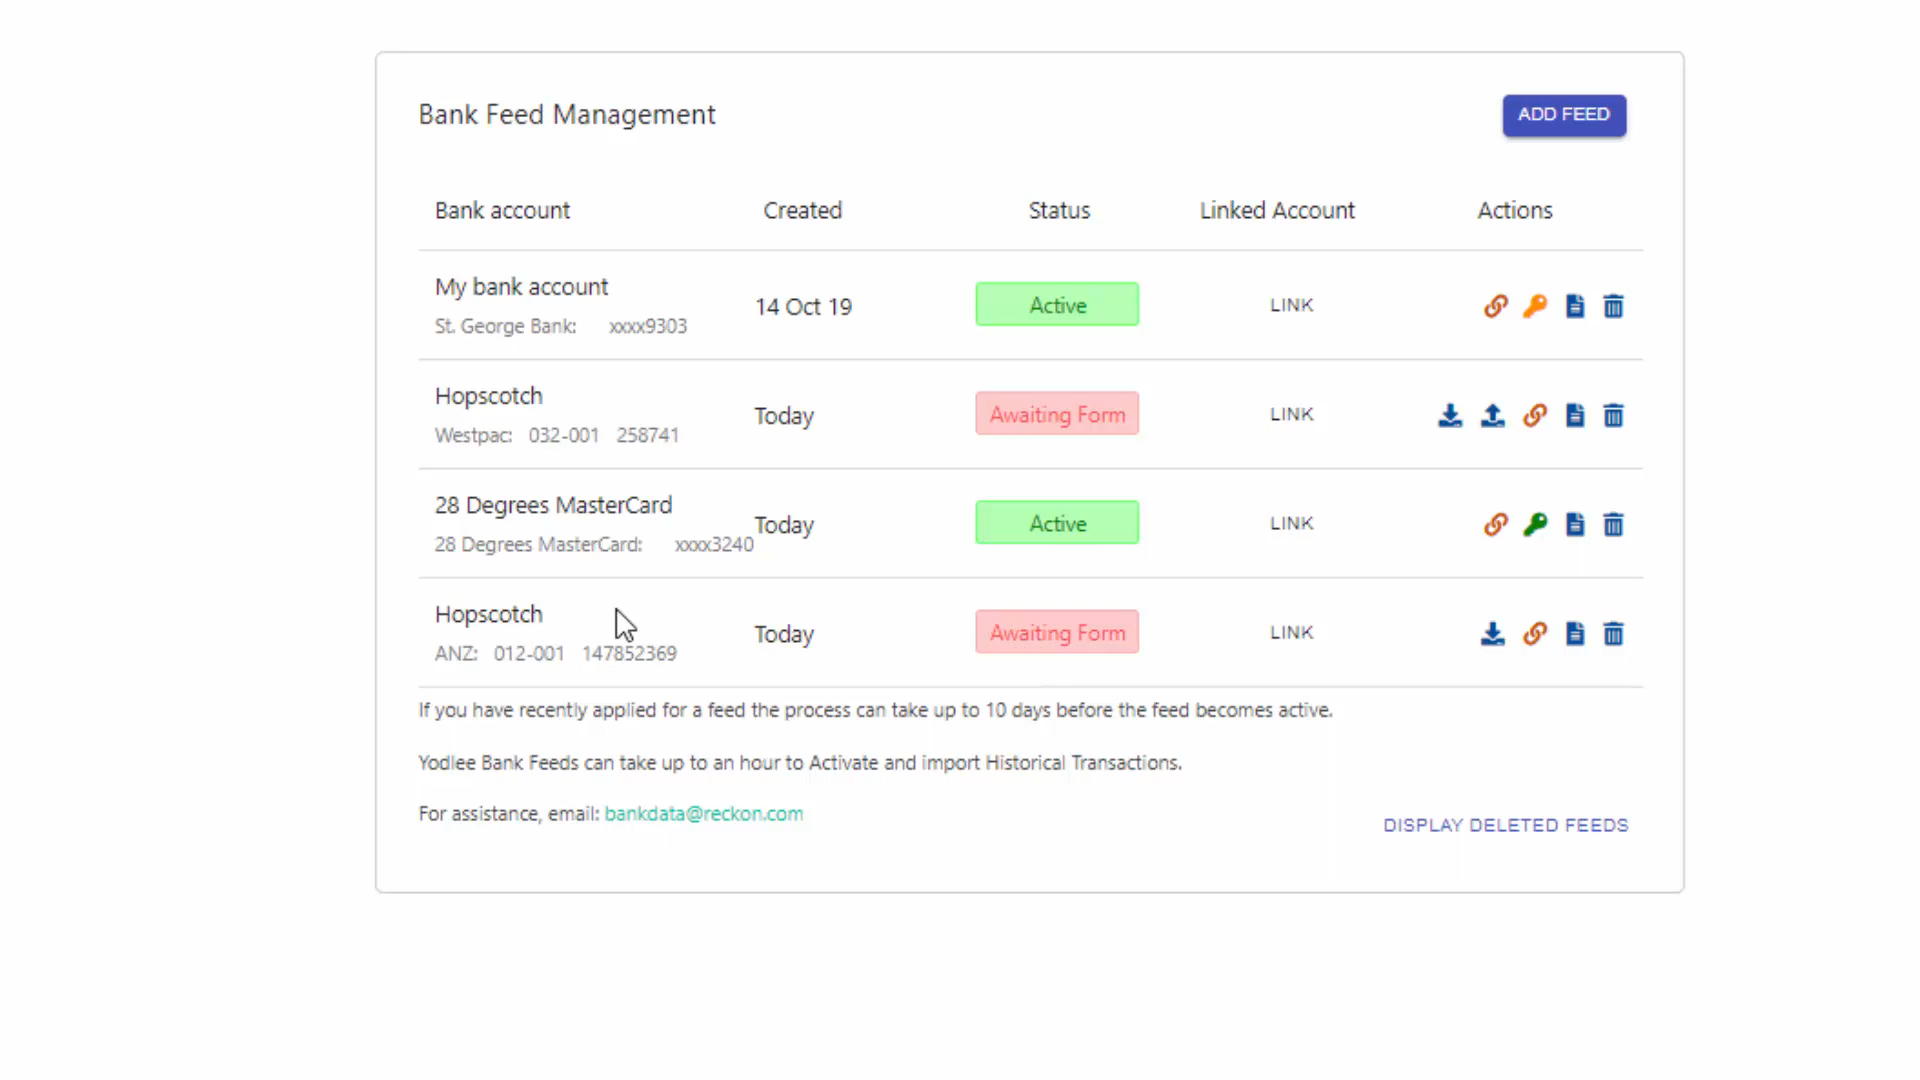 Bank Feed Management
ADD FEED
Bank account Created Status Linked Account Actions
My bank account
St. George Bank: xxxx9303
14 Oct 19
Active
LINK
Hopscotch
Westpac: 032-001 258741
Today
Awaiting Form
LINK
28 Degrees MasterCard
28 Degrees MasterCard: xxxx3240
Today
Active
LINK
Hopscotch
ANZ: 012-001 147852369
Today
Awaiting Form
LINK
If you have recently applied for a feed the process can take up to 10 days before the feed becomes active.
Yodlee Bank Feeds can take up to an hour to Activate and import Historical Transactions.
For assistance, email: bankdata@reckon.com
DISPLAY DELETED FEEDS